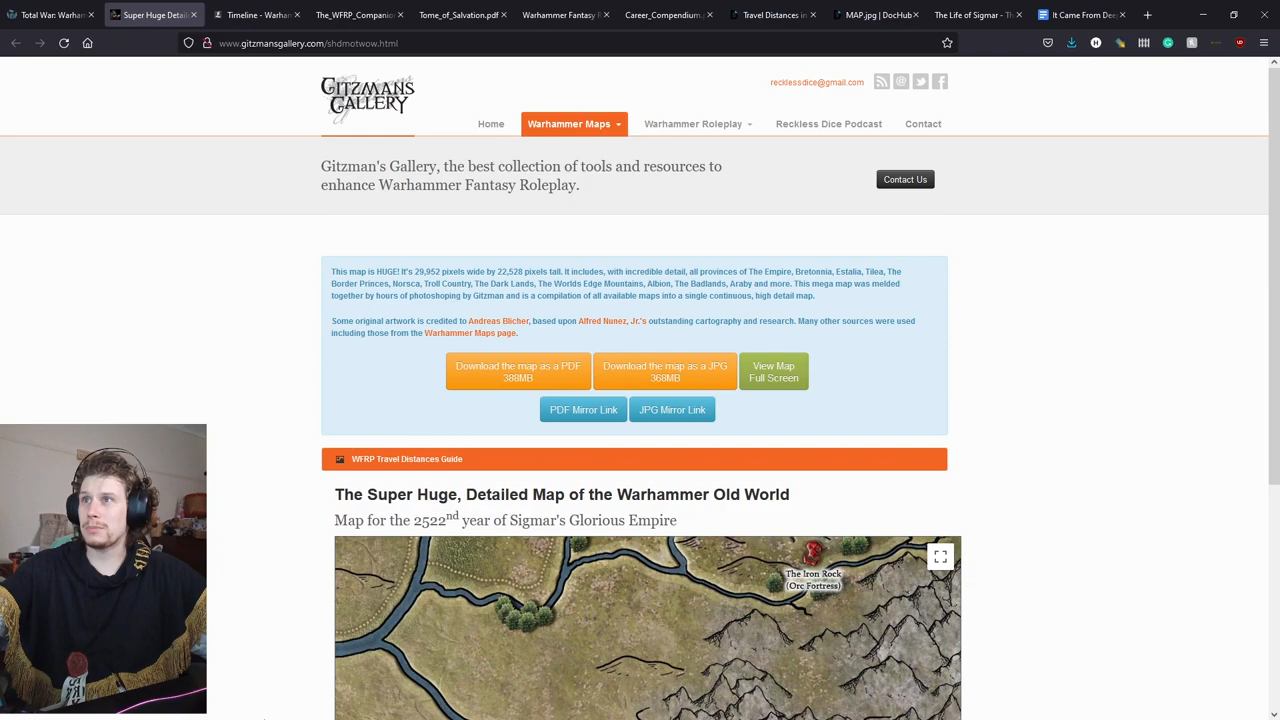 Total War: Warham
Super Huge Detail
Timeline - Warhan
The_WFRP_Companio
Tome_of_Salvation.pdf
Warhammer Fantasy R
Career_Compendium.
Travel Distances in
MAP.jpg | DocHub
The Life of Sigmar - Th
It Came From Dee
www.gitzmansgallery.com/shdmotwow.html
GITZMANS
GALLERY
recklessdice@gmail.com
Home
Warhammer Maps
Warhammer Roleplay
Reckless Dice Podcast
Contact
Gitzman's Gallery, the best collection of tools and resources to
enhance Warhammer Fantasy Roleplay.
Contact Us
This map is HUGE! It's 29,952 pixels wide by 22,528 pixels tall. It includes, with incredible detail, all provinces of The Empire, Bretonnia, Estalia, Tilea, The
Border Princes, Norsca, Troll Country, The Dark Lands, The Worlds Edge Mountains, Albion, The Badlands, Araby and more. This mega map was melded
together by hours of photoshoping by Gitzman and is a compilation of all available maps into a single continuous, high detail map.
Some original artwork is credited to Andreas Blicher, based upon Alfred Nunez, Jr.'s outstanding cartography and research. Many other sources were used
including those from the Warhammer Maps page.
Download the map as a PDF
388MB
Download the map as a JPG
368MB
View Map
Full Screen
PDF Mirror Link
JPG Mirror Link
WFRP Travel Distances Guide
The Super Huge, Detailed Map of the Warhammer Old World
Map for the 2522nd year of Sigmar's Glorious Empire
The Iron Rock
(Orc Fortress)